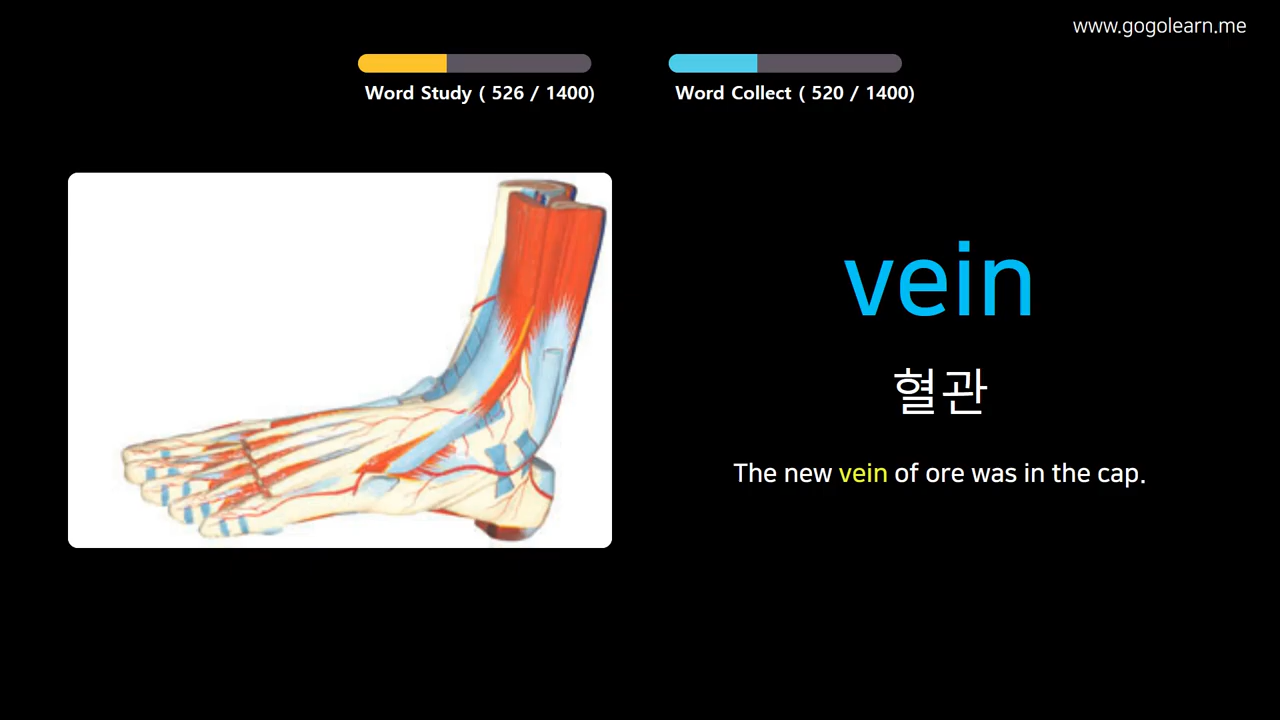 www.gogolearn.me
Word Study ( 526 / 1400)
Word Collect ( 520 / 1400)
vein
혈관
The new vein of ore was in the cap.